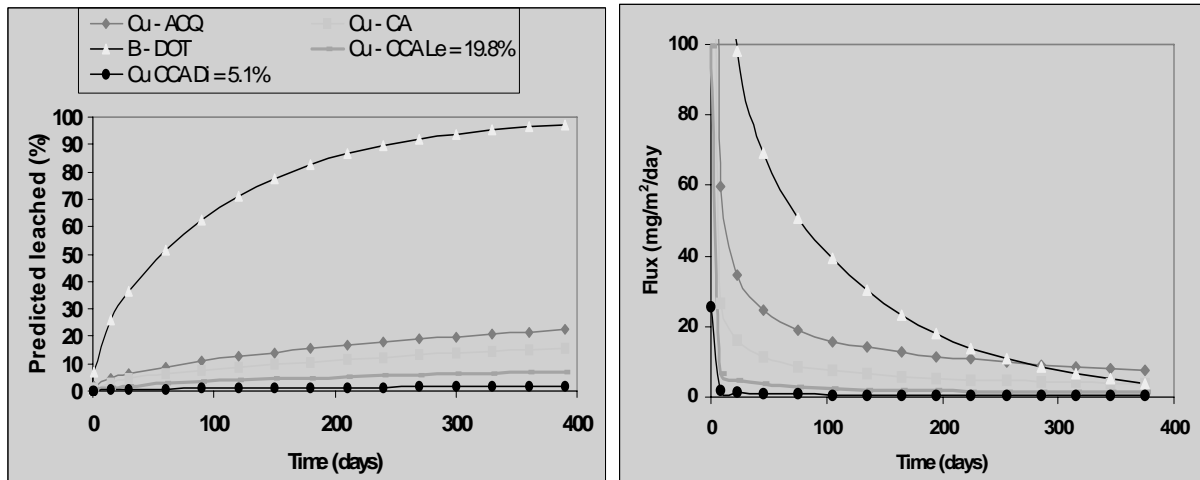 Cu - ACQ
Cu - CA
B - DOT
Cu - CCA Le = 19.8%
Cu CCA Di = 5.1%
Predicted leached (%)
100
90
80
70
60
50
40
30
20
10
0
0 100 200 300 400
Time (days)
Flux (mg/m²/day
100
80
60
40
20
0
0 100 200 300 400
Time (days)